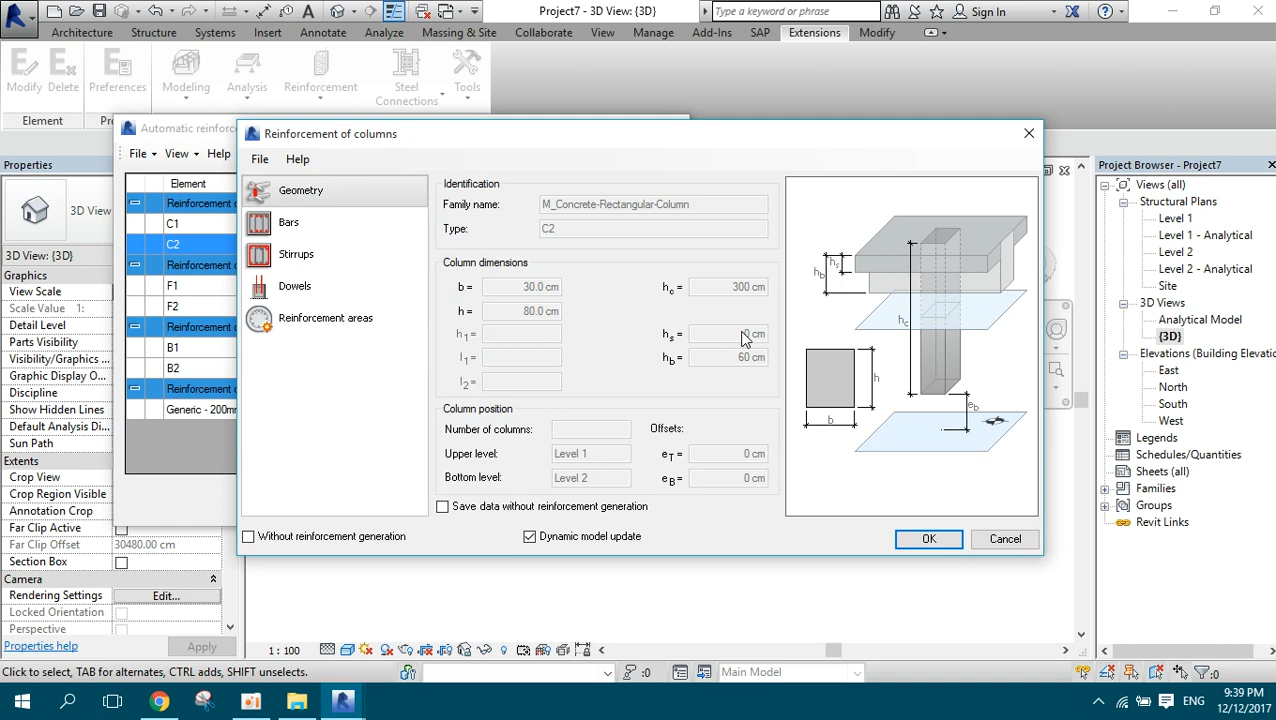 Project7 - 3D View: {3D}
Type a keyword or phrase
Sign In
Architecture Structure Systems Insert Annotate Analyze Massing & Site Collaborate View Manage Add-Ins SAP Extensions Modify
Modify Delete Preferences Modeling Analysis Reinforcement Steel Connections Tools
Element
Automatic reinforc
File View Help
Element
Reinforcement o
C1
C2
Reinforcement o
F1
F2
Reinforcement o
B1
B2
Reinforcement o
Generic - 200mm
Reinforcement of columns
File Help
Geometry
Bars
Stirrups
Dowels
Reinforcement areas
Identification
Family name: M_Concrete-Rectangular-Column
Type: C2
Column dimensions
b = 30.0 cm hc = 300 cm
h = 80.0 cm
h1 = hs = 0 cm
l1 = hb = 60 cm
l2 =
Column position
Number of columns: Offsets:
Upper level: Level 1 eT = 0 cm
Bottom level: Level 2 eB = 0 cm
Save data without reinforcement generation
Without reinforcement generation Dynamic model update
OK Cancel
hs
hb
hc
h
b
eb
Properties
3D View
3D View: {3D}
Graphics
View Scale
Scale Value 1:
Detail Level
Parts Visibility
Visibility/Graphics
Graphic Display O...
Discipline
Show Hidden Lines
Default Analysis Di...
Sun Path
Extents
Crop View
Crop Region Visible
Annotation Crop
Far Clip Active
Far Clip Offset 30480.00 cm
Section Box
Camera
Rendering Settings Edit...
Locked Orientation
Perspective
Properties help Apply
Project Browser - Project7
Views (all)
Structural Plans
Level 1
Level 1 - Analytical
Level 2
Level 2 - Analytical
Site
3D Views
Analytical Model
{3D}
Elevations (Building Elevatio
East
North
South
West
Legends
Schedules/Quantities
Sheets (all)
Families
Groups
Revit Links
1 : 100
Click to select, TAB for alternates, CTRL adds, SHIFT unselects.
:0
Main Model
:0
ENG
9:39 PM
12/12/2017